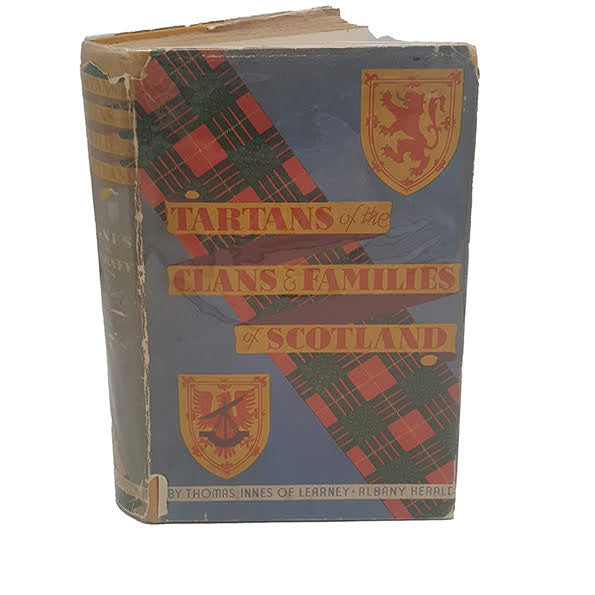 TARTANS of the
CLANS & FAMILIES
of SCOTLAND
BY THOMAS INNES OF LEARNEY · ALBANY HERALD